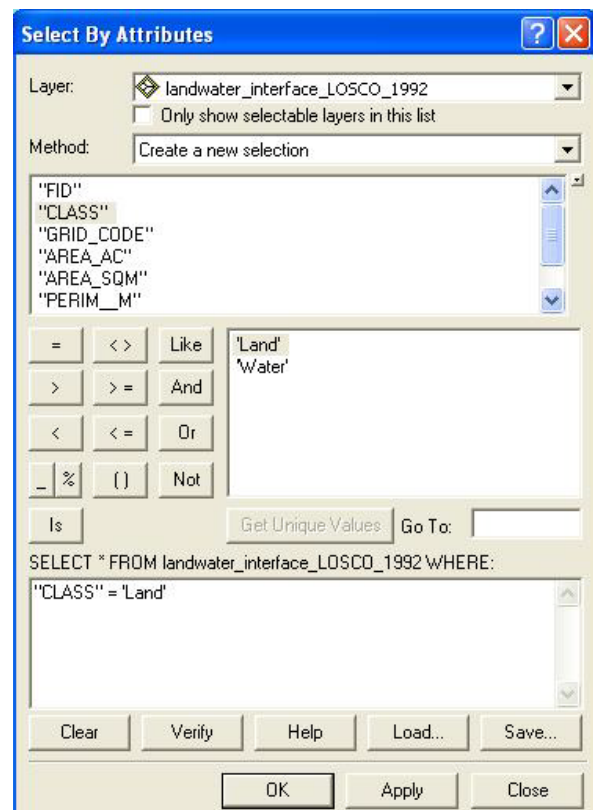 Select By Attributes
Layer: landwater_interface_LOSCO_1992
Only show selectable layers in this list
Method: Create a new selection
"FID"
"CLASS"
"GRID_CODE"
"AREA_AC"
"AREA_SQM"
"PERIM__M"
= < > Like
> > = And
< < = Or
_ % ( ) Not
Is
'Land'
'Water'
Get Unique Values Go To:
SELECT * FROM landwater_interface_LOSCO_1992 WHERE:
"CLASS" = 'Land'
Clear Verify Help Load... Save...
OK Apply Close